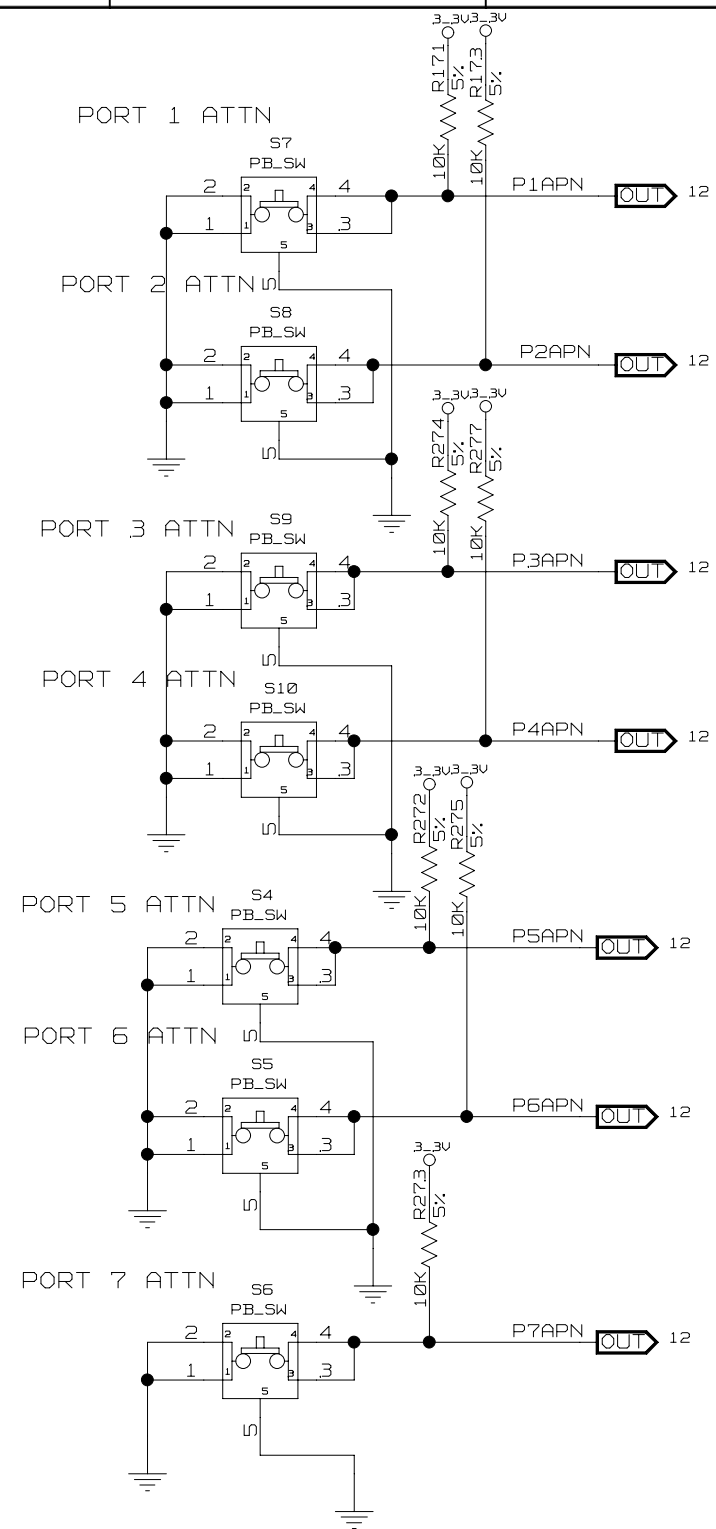 3_3V 3_3V
R171 5% 10K
R173 5% 10K
PORT 1 ATTN
S7
PB_SW
2 2 4 4
1 1 3 3
5
5
P1APN OUT 12
PORT 2 ATTN
S8
PB_SW
2 2 4 4
1 1 3 3
5
5
P2APN OUT 12
3_3V 3_3V
R274 5% 10K
R277 5% 10K
PORT 3 ATTN
S9
PB_SW
2 2 4 4
1 1 3 3
5
5
P3APN OUT 12
PORT 4 ATTN
S10
PB_SW
2 2 4 4
1 1 3 3
5
5
P4APN OUT 12
3_3V 3_3V
R272 5% 10K
R275 5% 10K
PORT 5 ATTN
S4
PB_SW
2 2 4 4
1 1 3 3
5
5
P5APN OUT 12
PORT 6 ATTN
S5
PB_SW
2 2 4 4
1 1 3 3
5
5
P6APN OUT 12
3_3V
R273 5% 10K
PORT 7 ATTN
S6
PB_SW
2 2 4 4
1 1 3 3
5
5
P7APN OUT 12